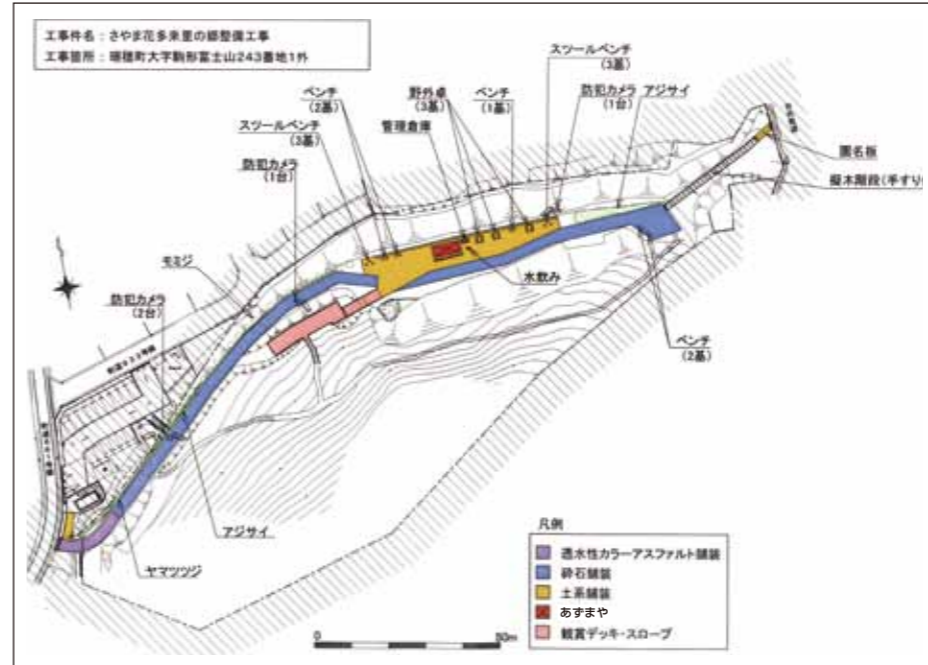 工事件名：さやま花多来里の郷整備工事
工事箇所：瑞穂町大字駒形富士山243番地1外
スツールベンチ
(3基)
ベンチ
(2基)
野外卓
(3基)
ベンチ
(1基)
防犯カメラ
(1台)
アジサイ
スツールベンチ
(3基)
管理倉庫
防犯カメラ
(1台)
園名板
擬木階段(手すり
モミジ
水飲み
防犯カメラ
(2台)
ベンチ
(2基)
アジサイ
ヤマツツジ
凡例
透水性カラーアスファルト舗装
砕石舗装
土系舗装
あずまや
観賞デッキ・スロープ
0
50m